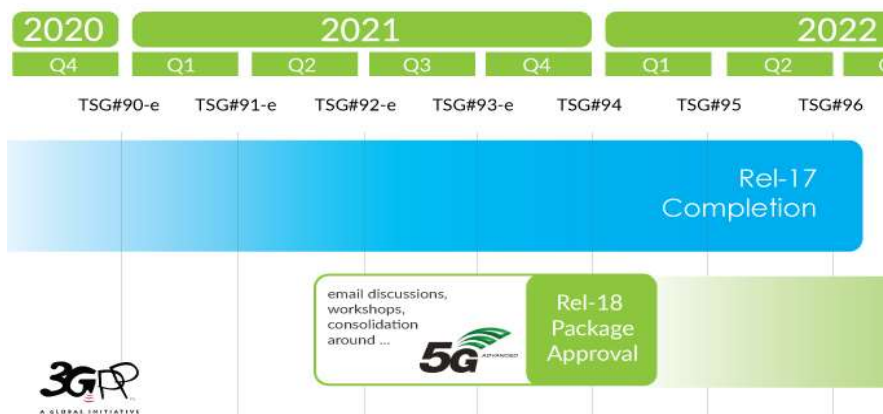 2020 2021 2022
Q4 Q1 Q2 Q3 Q4 Q1 Q2
TSG#90-e TSG#91-e TSG#92-e TSG#93-e TSG#94 TSG#95 TSG#96
Rel-17
Completion
email discussions,
workshops,
consolidation
around ...
5G ADVANCED
Rel-18
Package
Approval
3GPP
A GLOBAL INITIATIVE